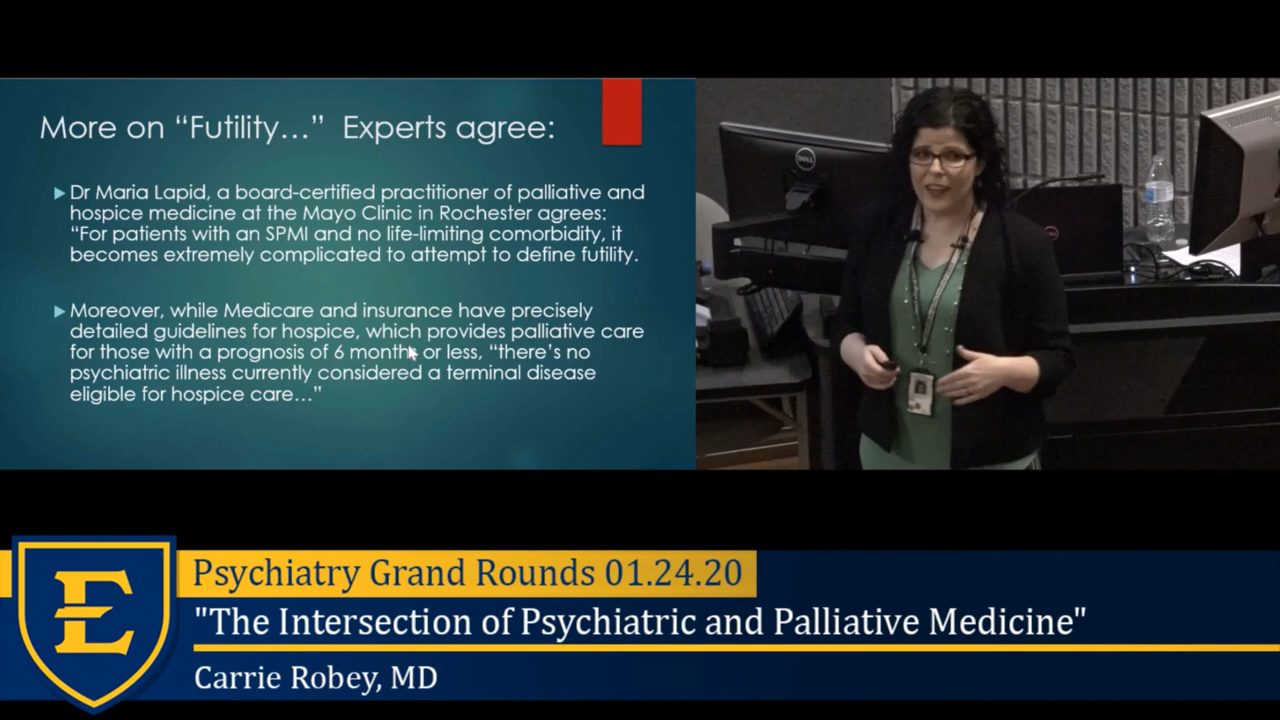 More on “Futility…” Experts agree:
Dr Maria Lapid, a board-certified practitioner of palliative and
hospice medicine at the Mayo Clinic in Rochester agrees:
“For patients with an SPMI and no life-limiting comorbidity, it
becomes extremely complicated to attempt to define futility.
Moreover, while Medicare and insurance have precisely
detailed guidelines for hospice, which provides palliative care
for those with a prognosis of 6 months or less, “there’s no
psychiatric illness currently considered a terminal disease
eligible for hospice care…”
DELL
E
Psychiatry Grand Rounds 01.24.20
"The Intersection of Psychiatric and Palliative Medicine"
Carrie Robey, MD